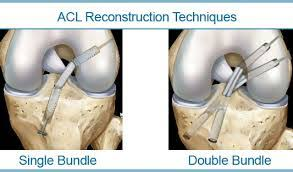 ACL Reconstruction Techniques
Single Bundle
Double Bundle